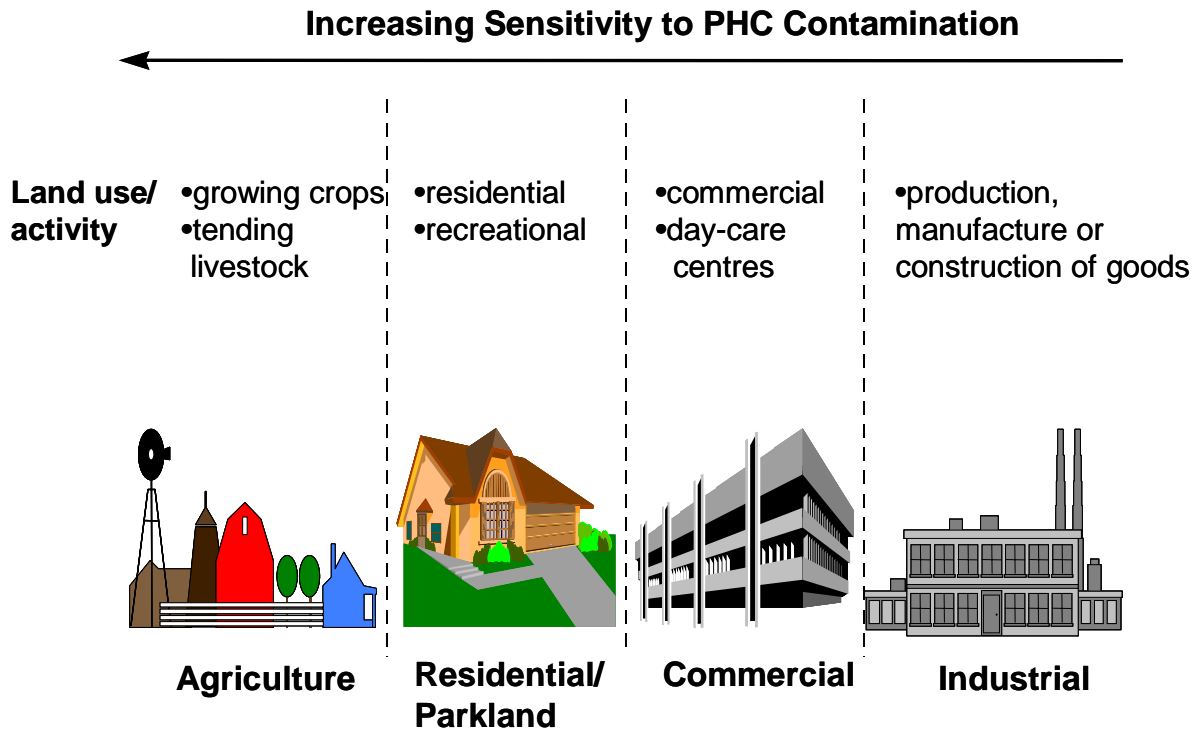 Increasing Sensitivity to PHC Contamination
Land use/
activity
•growing crops
•tending
livestock
•residential
•recreational
•commercial
•day-care
centres
•production,
manufacture or
construction of goods
Agriculture
Residential/
Parkland
Commercial
Industrial